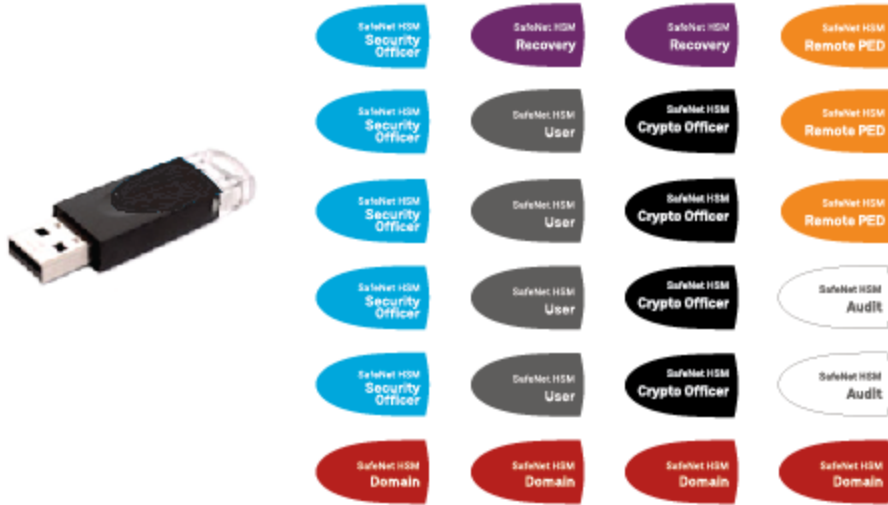 SafeNet HSM
Security
Officer
SafeNet HSM
Recovery
SafeNet HSM
Recovery
SafeNet HSM
Remote PED
SafeNet HSM
Security
Officer
SafeNet HSM
User
SafeNet HSM
Crypto Officer
SafeNet HSM
Remote PED
SafeNet HSM
Security
Officer
SafeNet HSM
User
SafeNet HSM
Crypto Officer
SafeNet HSM
Remote PED
SafeNet HSM
Security
Officer
SafeNet HSM
User
SafeNet HSM
Crypto Officer
SafeNet HSM
Audit
SafeNet HSM
Security
Officer
SafeNet HSM
User
SafeNet HSM
Crypto Officer
SafeNet HSM
Audit
SafeNet HSM
Domain
SafeNet HSM
Domain
SafeNet HSM
Domain
SafeNet HSM
Domain